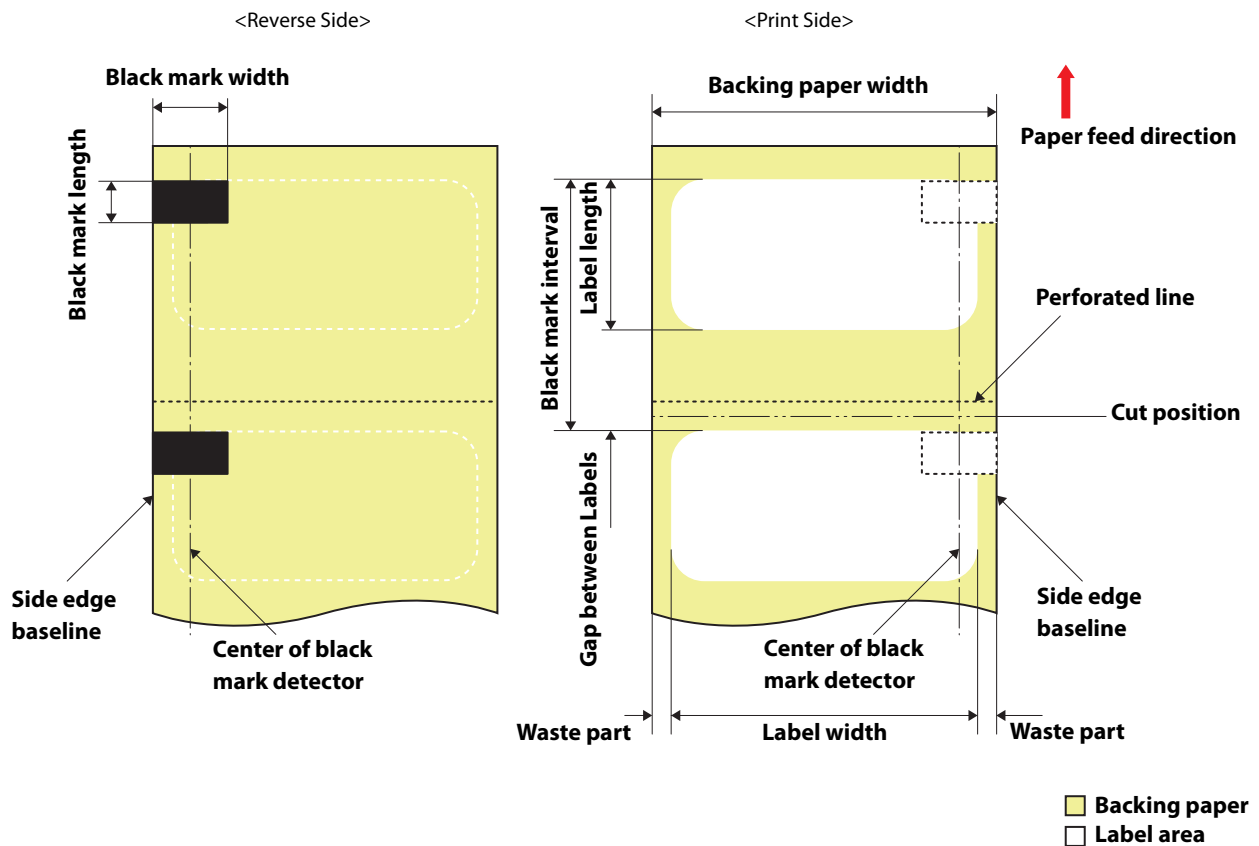 <Reverse Side>
<Print Side>
Black mark width
Backing paper width
Paper feed direction
Black mark length
Black mark interval
Label length
Perforated line
Cut position
Gap between Labels
Side edge
baseline
Center of black
mark detector
Center of black
mark detector
Side edge
baseline
Waste part
Label width
Waste part
Backing paper
Label area